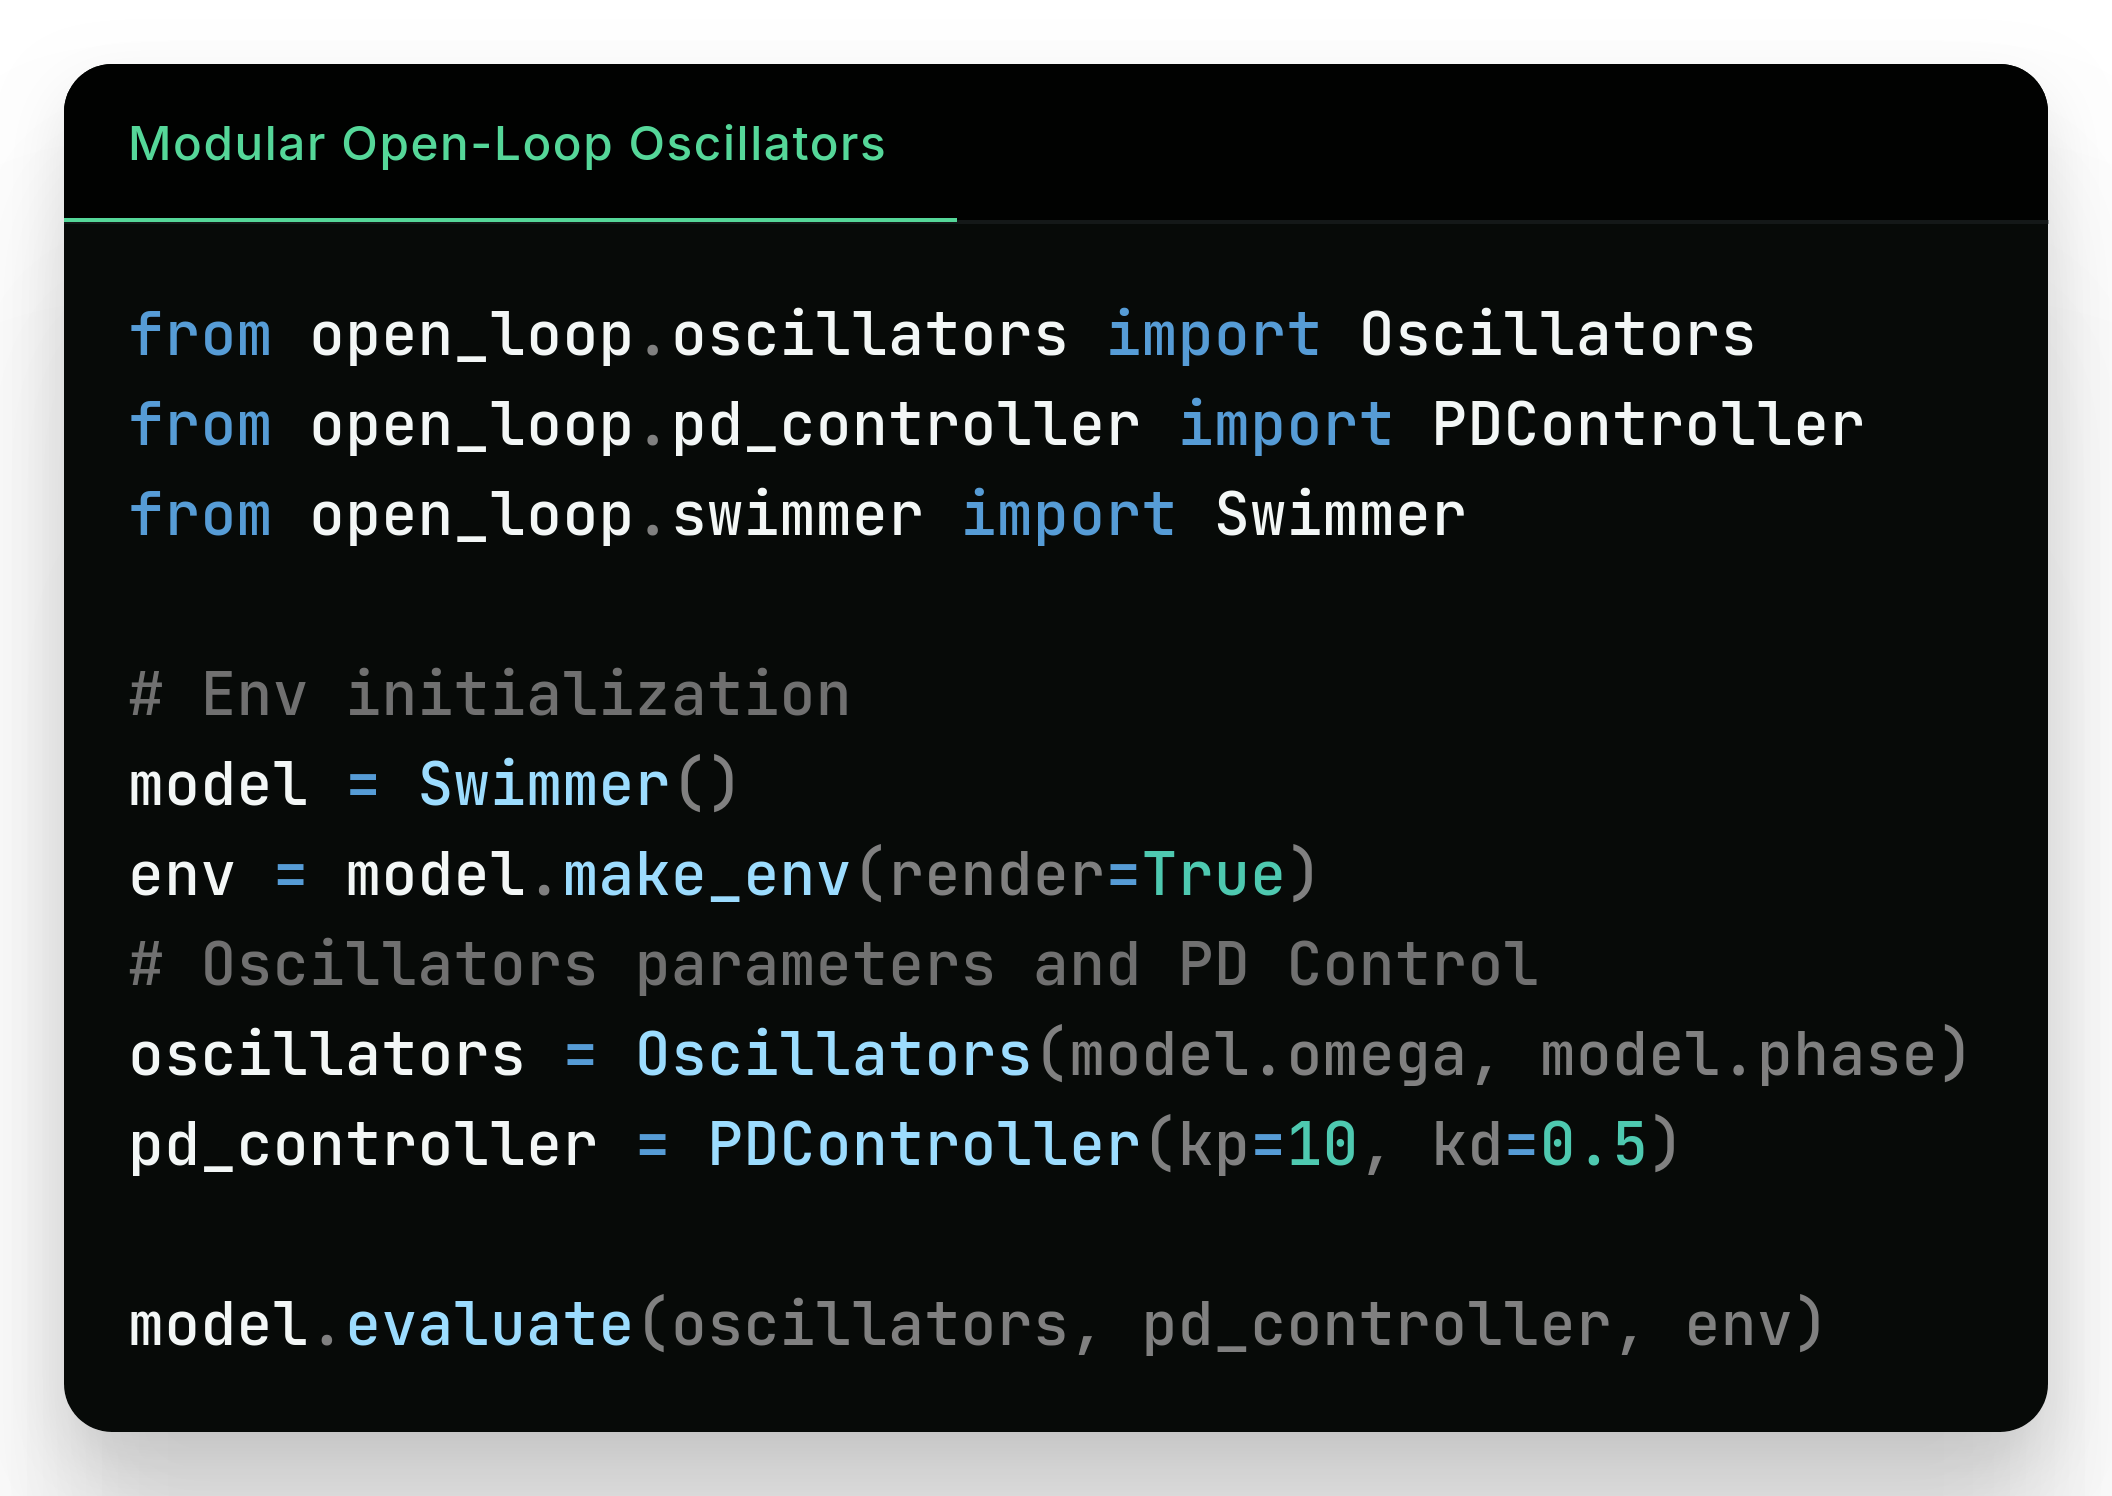 Modular Open-Loop Oscillators
from open_loop.oscillators import Oscillators
from open_loop.pd_controller import PDController
from open_loop.swimmer import Swimmer
# Env initialization
model = Swimmer()
env = model.make_env(render=True)
# Oscillators parameters and PD Control
oscillators = Oscillators(model.omega, model.phase)
pd_controller = PDController(kp=10, kd=0.5)
model.evaluate(oscillators, pd_controller, env)